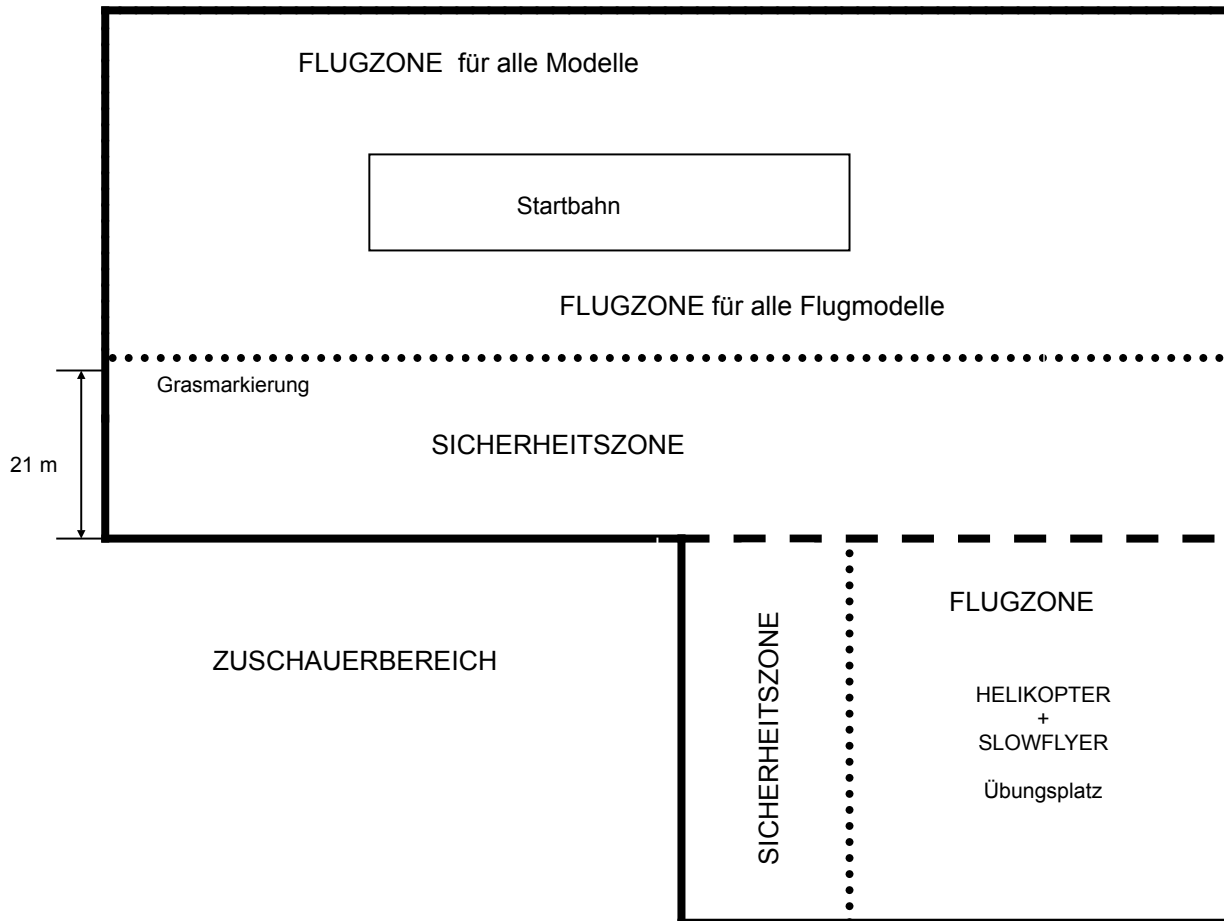 FLUGZONE  für alle Modelle
Startbahn
FLUGZONE für alle Flugmodelle
Grasmarkierung
SICHERHEITSZONE
21 m
FLUGZONE
ZUSCHAUERBEREICH
SICHERHEITSZONE
HELIKOPTER
+
SLOWFLYER
Übungsplatz